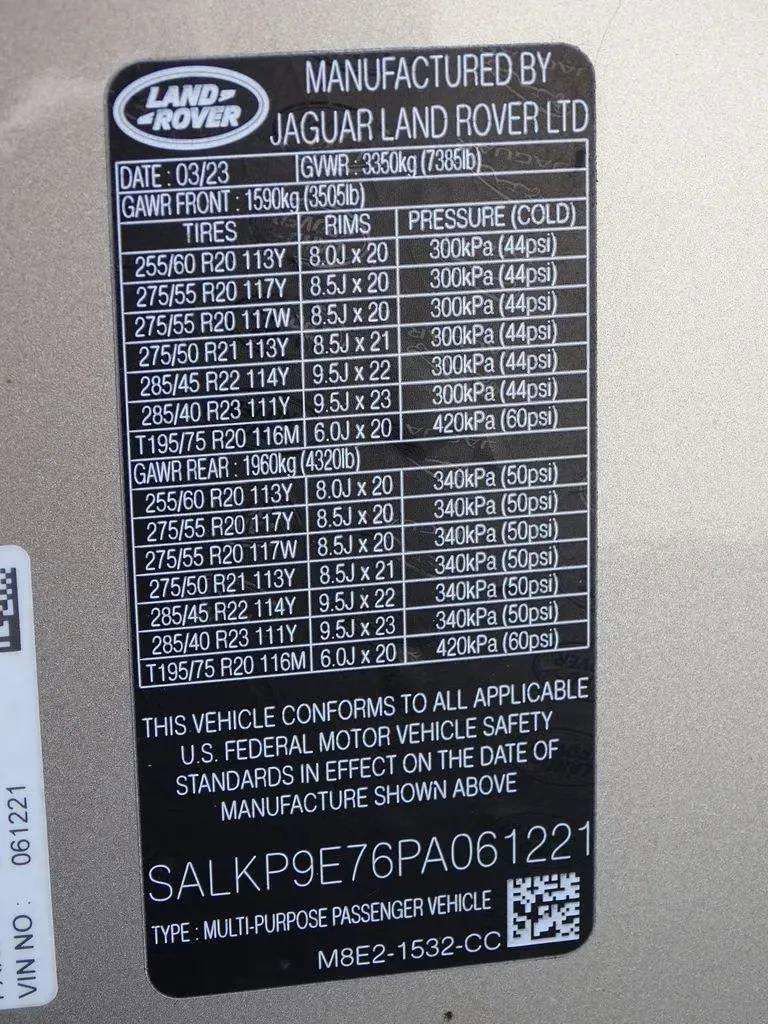 LAND
ROVER
MANUFACTURED BY
JAGUAR LAND ROVER LTD
DATE : 03/23 GVWR : 3350kg (7385lb)
GAWR FRONT : 1590kg (3505lb)
TIRES RIMS PRESSURE (COLD)
255/60 R20 113Y 8.0J x 20 300kPa (44psi)
275/55 R20 117Y 8.5J x 20 300kPa (44psi)
275/55 R20 117W 8.5J x 20 300kPa (44psi)
275/50 R21 113Y 8.5J x 21 300kPa (44psi)
285/45 R22 114Y 9.5J x 22 300kPa (44psi)
285/40 R23 111Y 9.5J x 23 300kPa (44psi)
T195/75 R20 116M 6.0J x 20 420kPa (60psi)
GAWR REAR : 1960kg (4320lb)
255/60 R20 113Y 8.0J x 20 340kPa (50psi)
275/55 R20 117Y 8.5J x 20 340kPa (50psi)
275/55 R20 117W 8.5J x 20 340kPa (50psi)
275/50 R21 113Y 8.5J x 21 340kPa (50psi)
285/45 R22 114Y 9.5J x 22 340kPa (50psi)
285/40 R23 111Y 9.5J x 23 340kPa (50psi)
T195/75 R20 116M 6.0J x 20 420kPa (60psi)
THIS VEHICLE CONFORMS TO ALL APPLICABLE
U.S. FEDERAL MOTOR VEHICLE SAFETY
STANDARDS IN EFFECT ON THE DATE OF
MANUFACTURE SHOWN ABOVE
SALKP9E76PA061221
TYPE : MULTI-PURPOSE PASSENGER VEHICLE
M8E2-1532-CC
VIN NO : 061221